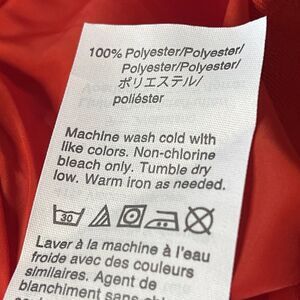 100% Polyester/Polyester/
Polyester/Polyester/
ポリエステル/
poliéster
Machine wash cold with
like colors. Non-chlorine
bleach only. Tumble dry
low. Warm iron as needed.
30
Laver à la machine à l'eau
froide avec des couleurs
similaires. Agent de
blanchiment sans